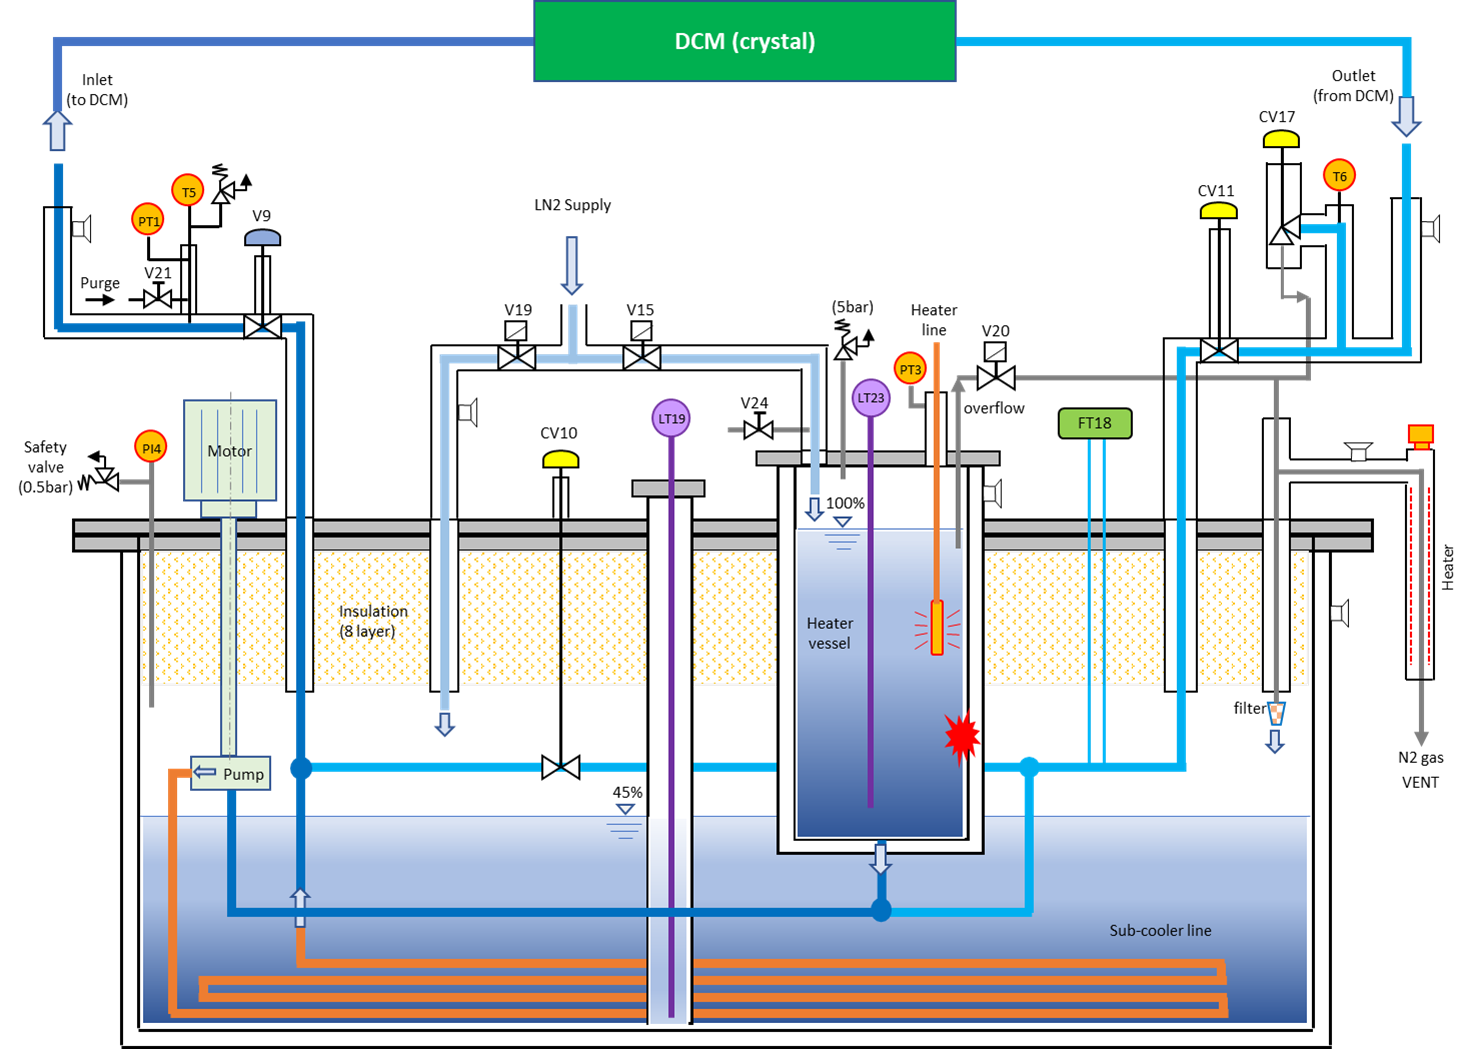 DCM (crystal)
Inlet
(to DCM)
Outlet
(from DCM)
CV17
T5
T6
PT1
V9
CV11
LN2 Supply
V21
Purge
V19
V15
(5bar)
Heater
line
V20
PT3
LT23
overflow
V24
LT19
CV10
FT18
Motor
PI4
Safety
valve
(0.5bar)
100%
Heater
Insulation
(8 layer)
Heater
vessel
filter
Pump
N2 gas
VENT
45%
Sub-cooler line